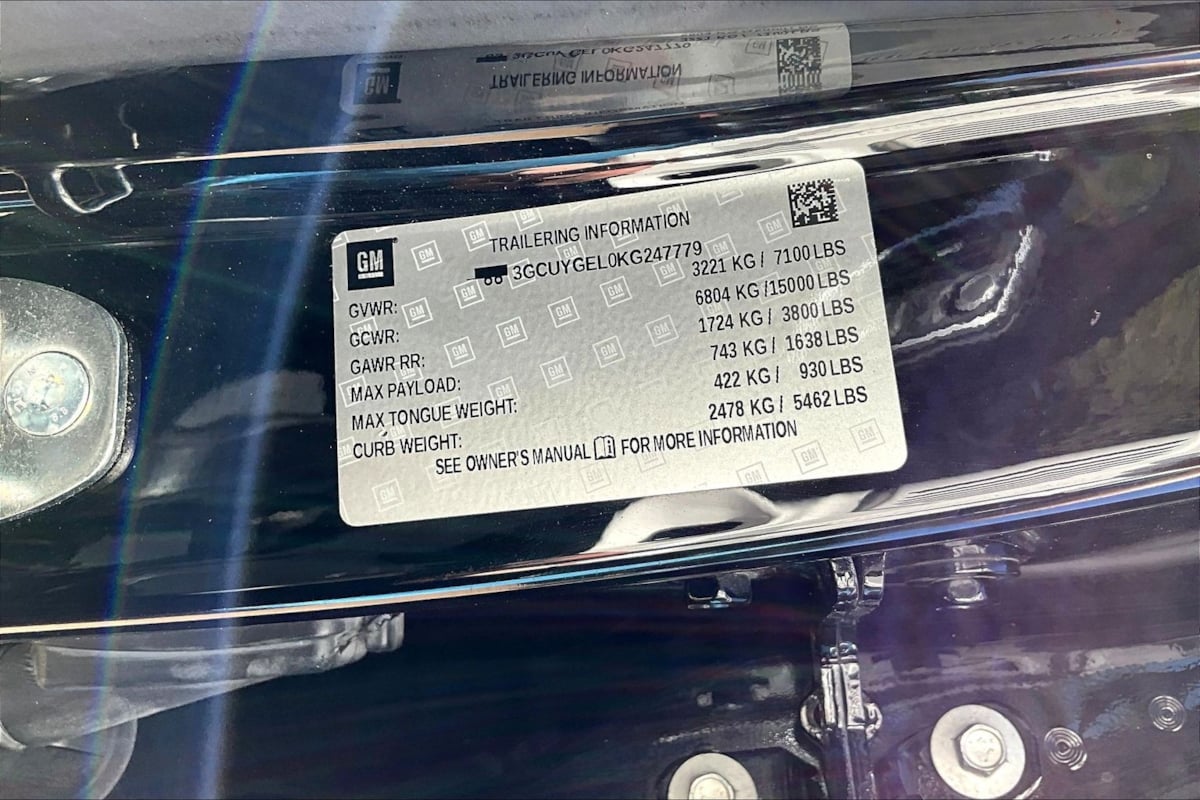 TRAILERING INFORMATION
GM
TRAILERING INFORMATION
3GCUYGEL0KG247779
GVWR: 3221 KG / 7100 LBS
GCWR: 6804 KG /15000 LBS
GAWR RR: 1724 KG / 3800 LBS
MAX PAYLOAD: 743 KG / 1638 LBS
MAX TONGUE WEIGHT: 422 KG / 930 LBS
CURB WEIGHT: 2478 KG / 5462 LBS
SEE OWNER'S MANUAL FOR MORE INFORMATION